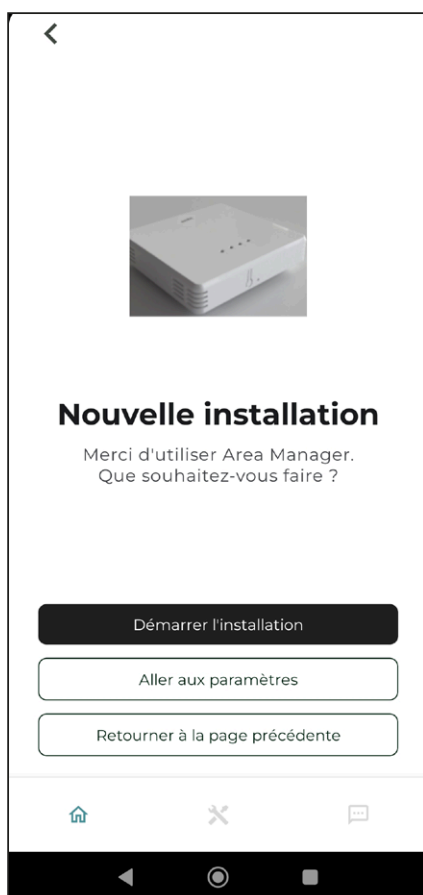 Nouvelle installation
Merci d'utiliser Area Manager.
Que souhaitez-vous faire ?
Démarrer l'installation
Aller aux paramètres
Retourner à la page précédente